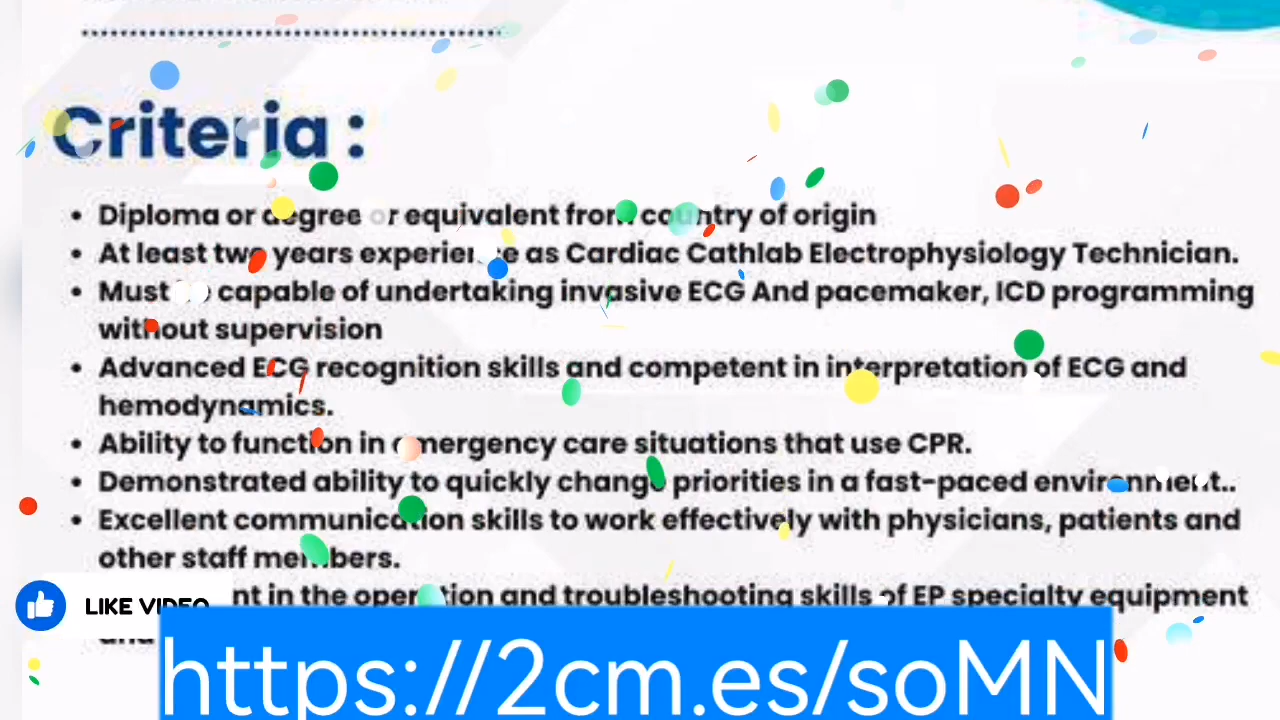 Criteria :
• Diploma or degree or equivalent from country of origin
• At least two years experience as Cardiac Cathlab Electrophysiology Technician.
• Must be capable of undertaking invasive ECG And pacemaker, ICD programming
without supervision
• Advanced ECG recognition skills and competent in interpretation of ECG and
hemodynamics.
• Ability to function in emergency care situations that use CPR.
• Demonstrated ability to quickly change priorities in a fast-paced environment..
• Excellent communication skills to work effectively with physicians, patients and
other staff members.
in the operation and troubleshooting skills of EP specialty equipment
and
LIKE VIDEO
https://2cm.es/soMN